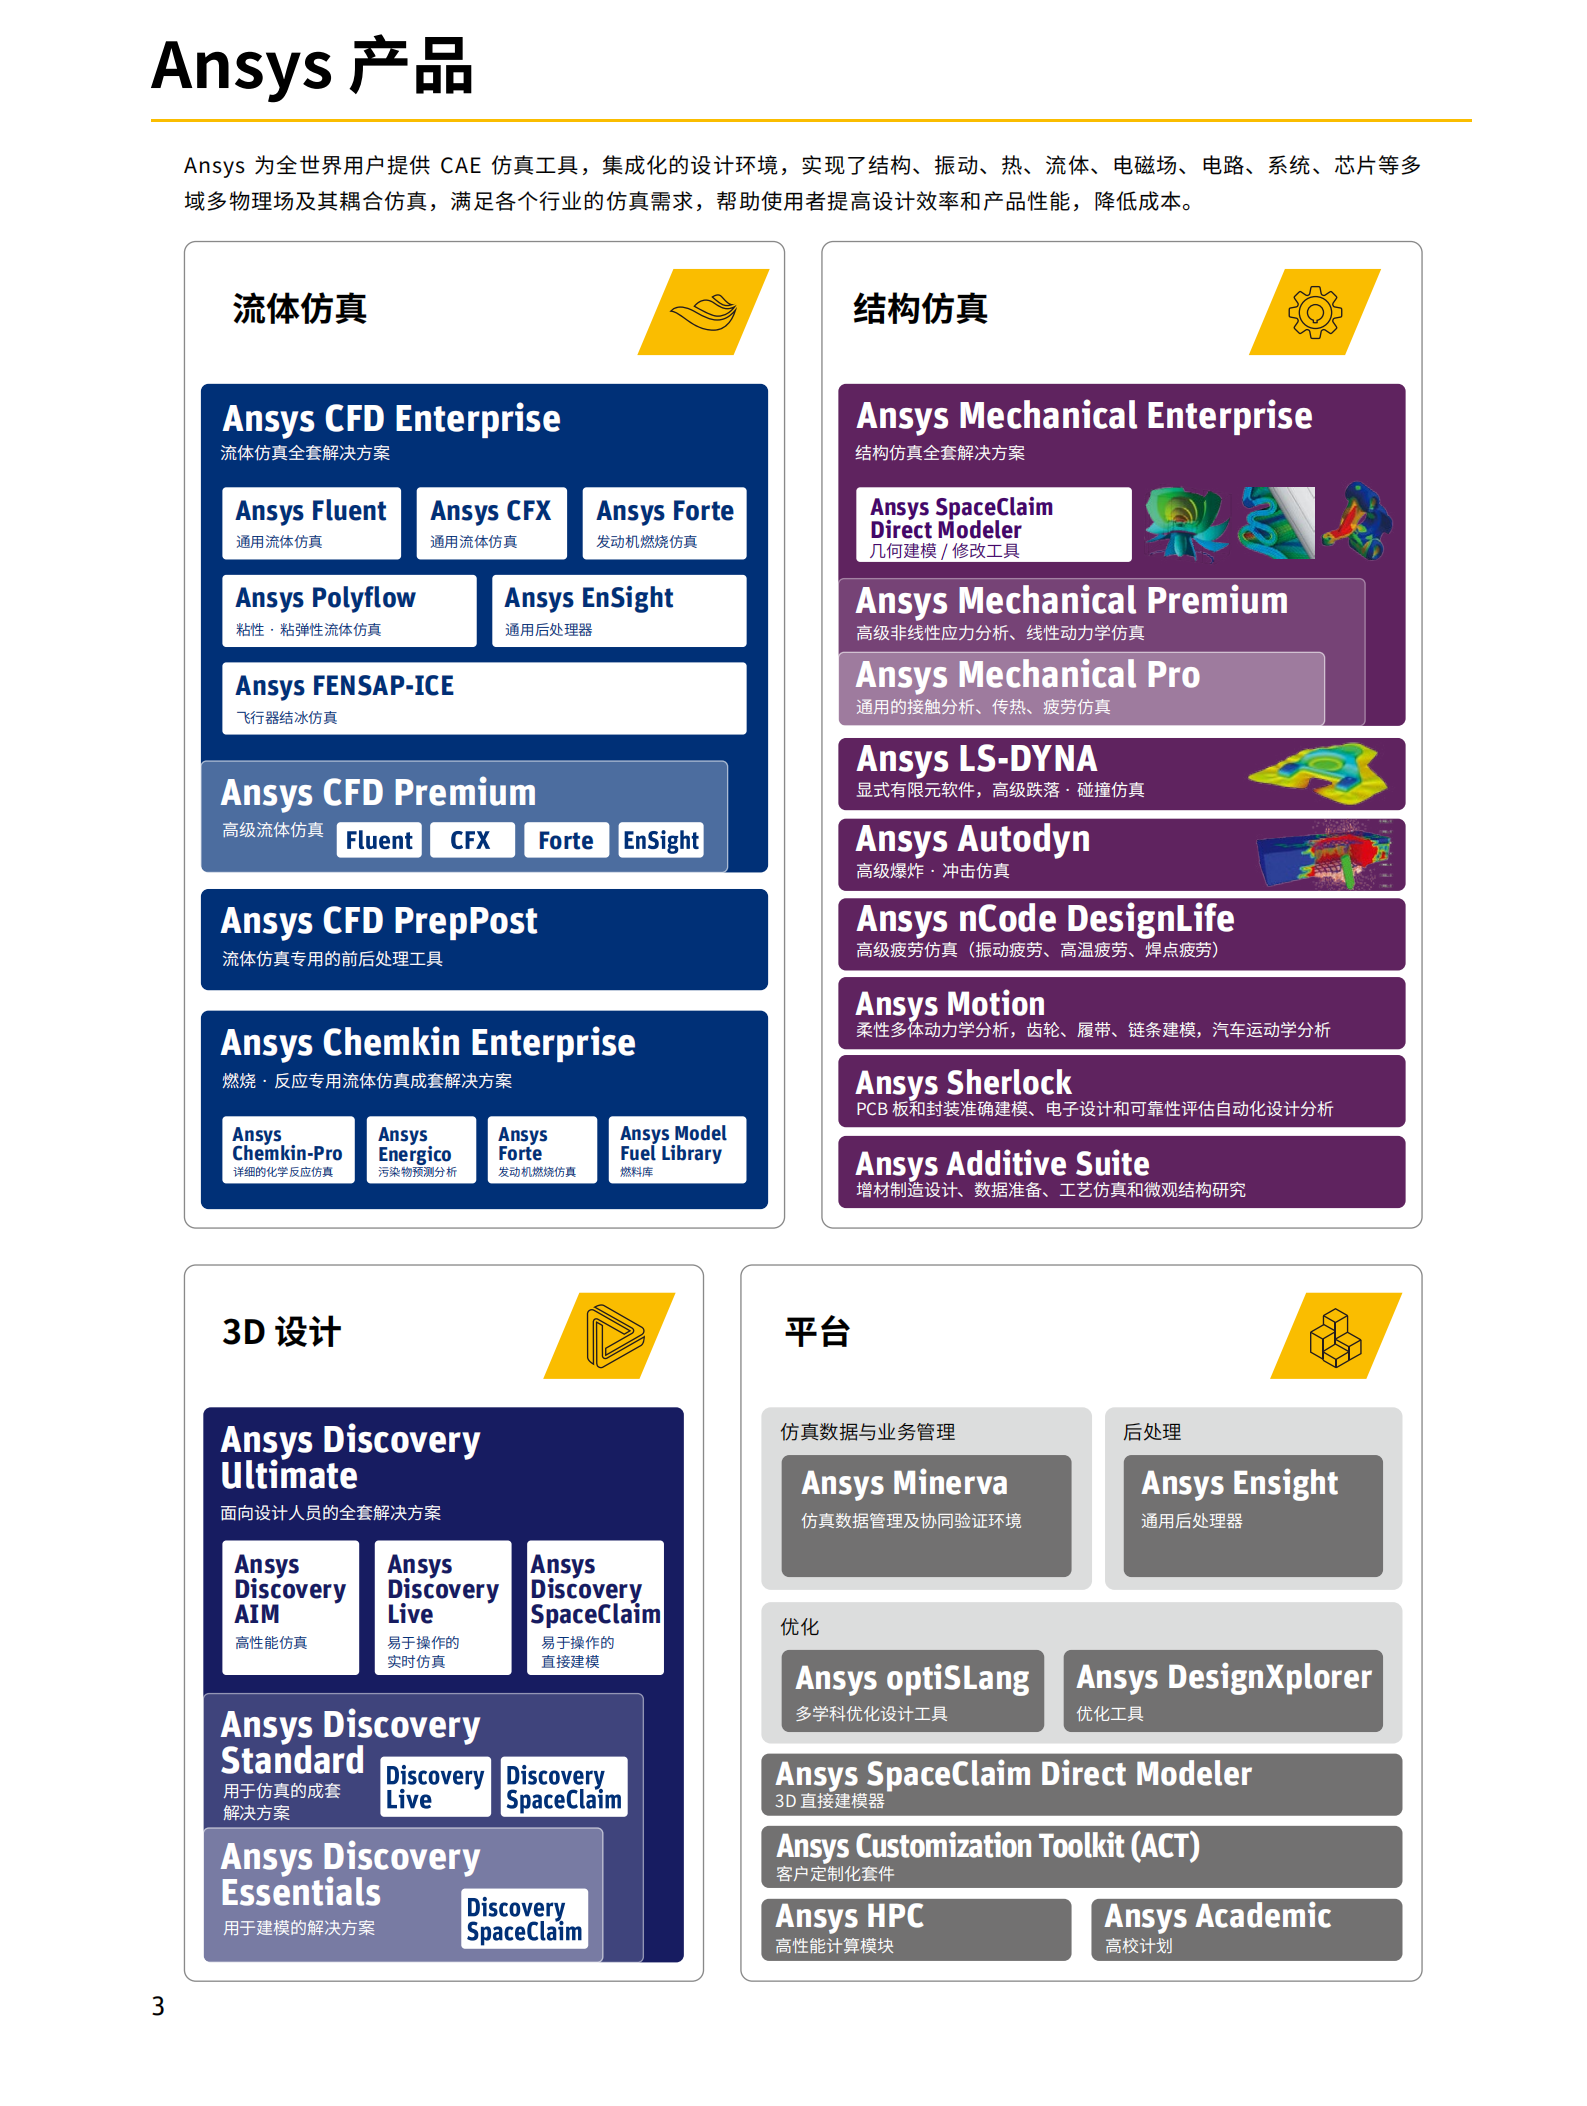 Ansys 产品
Ansys 为全世界用户提供 CAE 仿真工具，集成化的设计环境，实现了结构、振动、热、流体、电磁场、电路、系统、芯片等多
域多物理场及其耦合仿真，满足各个行业的仿真需求，帮助使用者提高设计效率和产品性能，降低成本。
流体仿真
Ansys CFD Enterprise
流体仿真全套解决方案
Ansys Fluent
通用流体仿真
Ansys CFX
通用流体仿真
Ansys Forte
发动机燃烧仿真
Ansys Polyflow
粘性 · 粘弹性流体仿真
Ansys EnSight
通用后处理器
Ansys FENSAP-ICE
飞行器结冰仿真
Ansys CFD Premium
高级流体仿真
Fluent
CFX
Forte
EnSight
Ansys CFD PrepPost
流体仿真专用的前后处理工具
Ansys Chemkin Enterprise
燃烧 · 反应专用流体仿真成套解决方案
Ansys
Chemkin-Pro
详细的化学反应仿真
Ansys
Energico
污染物预测分析
Ansys
Forte
发动机燃烧仿真
Ansys Model
Fuel Library
燃料库
结构仿真
Ansys Mechanical Enterprise
结构仿真全套解决方案
Ansys SpaceClaim
Direct Modeler
几何建模 / 修改工具
Ansys Mechanical Premium
高级非线性应力分析、线性动力学仿真
Ansys Mechanical Pro
通用的接触分析、传热、疲劳仿真
Ansys LS-DYNA
显式有限元软件，高级跌落 · 碰撞仿真
Ansys Autodyn
高级爆炸 · 冲击仿真
Ansys nCode DesignLife
高级疲劳仿真（振动疲劳、高温疲劳、焊点疲劳）
Ansys Motion
柔性多体动力学分析，齿轮、履带、链条建模，汽车运动学分析
Ansys Sherlock
PCB 板和封装准确建模、电子设计和可靠性评估自动化设计分析
Ansys Additive Suite
增材制造设计、数据准备、工艺仿真和微观结构研究
3D 设计
Ansys Discovery
Ultimate
面向设计人员的全套解决方案
Ansys
Discovery
AIM
高性能仿真
Ansys
Discovery
Live
易于操作的
实时仿真
Ansys
Discovery
SpaceClaim
易于操作的
直接建模
Ansys Discovery
Standard
用于仿真的成套
解决方案
Discovery
Live
Discovery
SpaceClaim
Ansys Discovery
Essentials
用于建模的解决方案
Discovery
SpaceClaim
平台
仿真数据与业务管理
Ansys Minerva
仿真数据管理及协同验证环境
后处理
Ansys Ensight
通用后处理器
优化
Ansys optiSLang
多学科优化设计工具
Ansys DesignXplorer
优化工具
Ansys SpaceClaim Direct Modeler
3D 直接建模器
Ansys Customization Toolkit (ACT)
客户定制化套件
Ansys HPC
高性能计算模块
Ansys Academic
高校计划
3